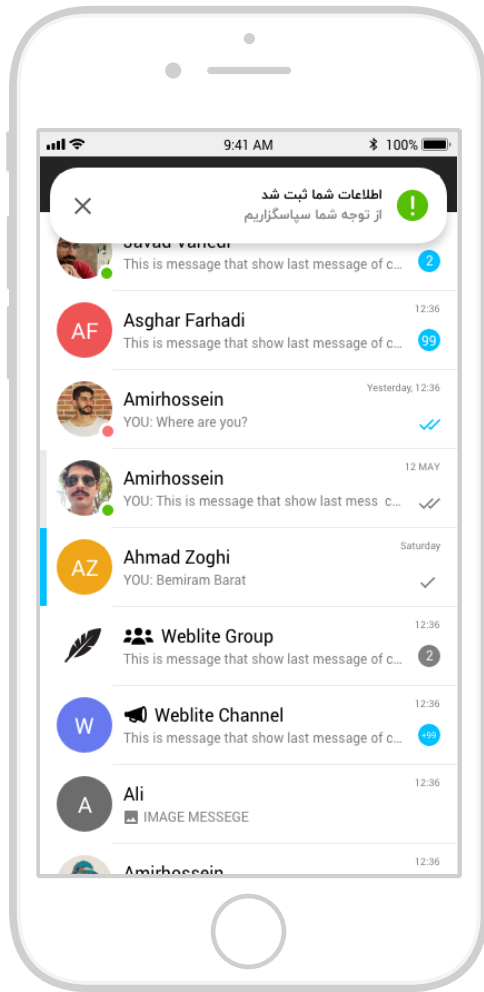 9:41 AM
100%
اطلاعات شما ثبت شد
از توجه شما سپاسگزاریم
Javad Vahedi
This is message that show last message of c...
2
12:36
AF
Asghar Farhadi
This is message that show last message of c...
99
Yesterday, 12:36
Amirhossein
YOU: Where are you?
12 MAY
Amirhossein
YOU: This is message that show last mess c...
Saturday
AZ
Ahmad Zoghi
YOU: Bemiram Barat
12:36
Weblite Group
This is message that show last message of c...
2
12:36
W
Weblite Channel
This is message that show last message of c...
+99
12:36
A
Ali
IMAGE MESSEGE
12:36
Amirhossein